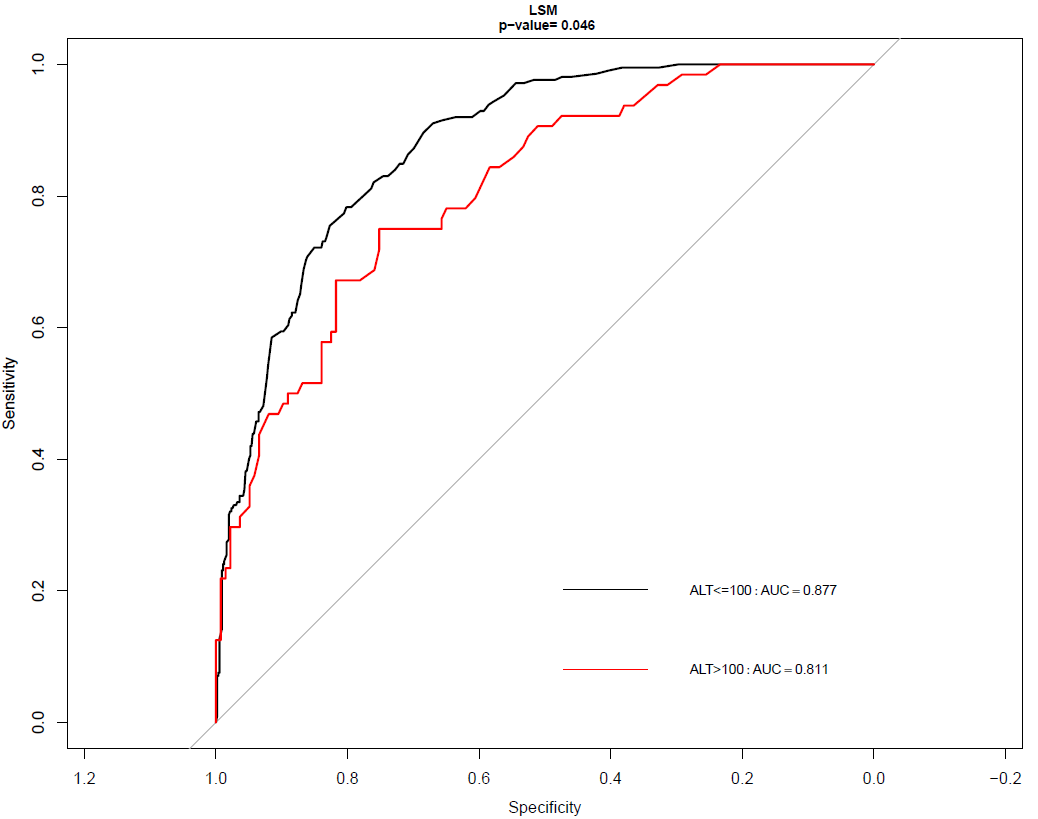 LSM
p−value= 0.046
1.0
0.8
0.6
0.4
0.2
0.0
Sensitivity
ALT<=100 : AUC = 0.877
ALT>100 : AUC = 0.811
1.2 1.0 0.8 0.6 0.4 0.2 0.0 −0.2
Specificity